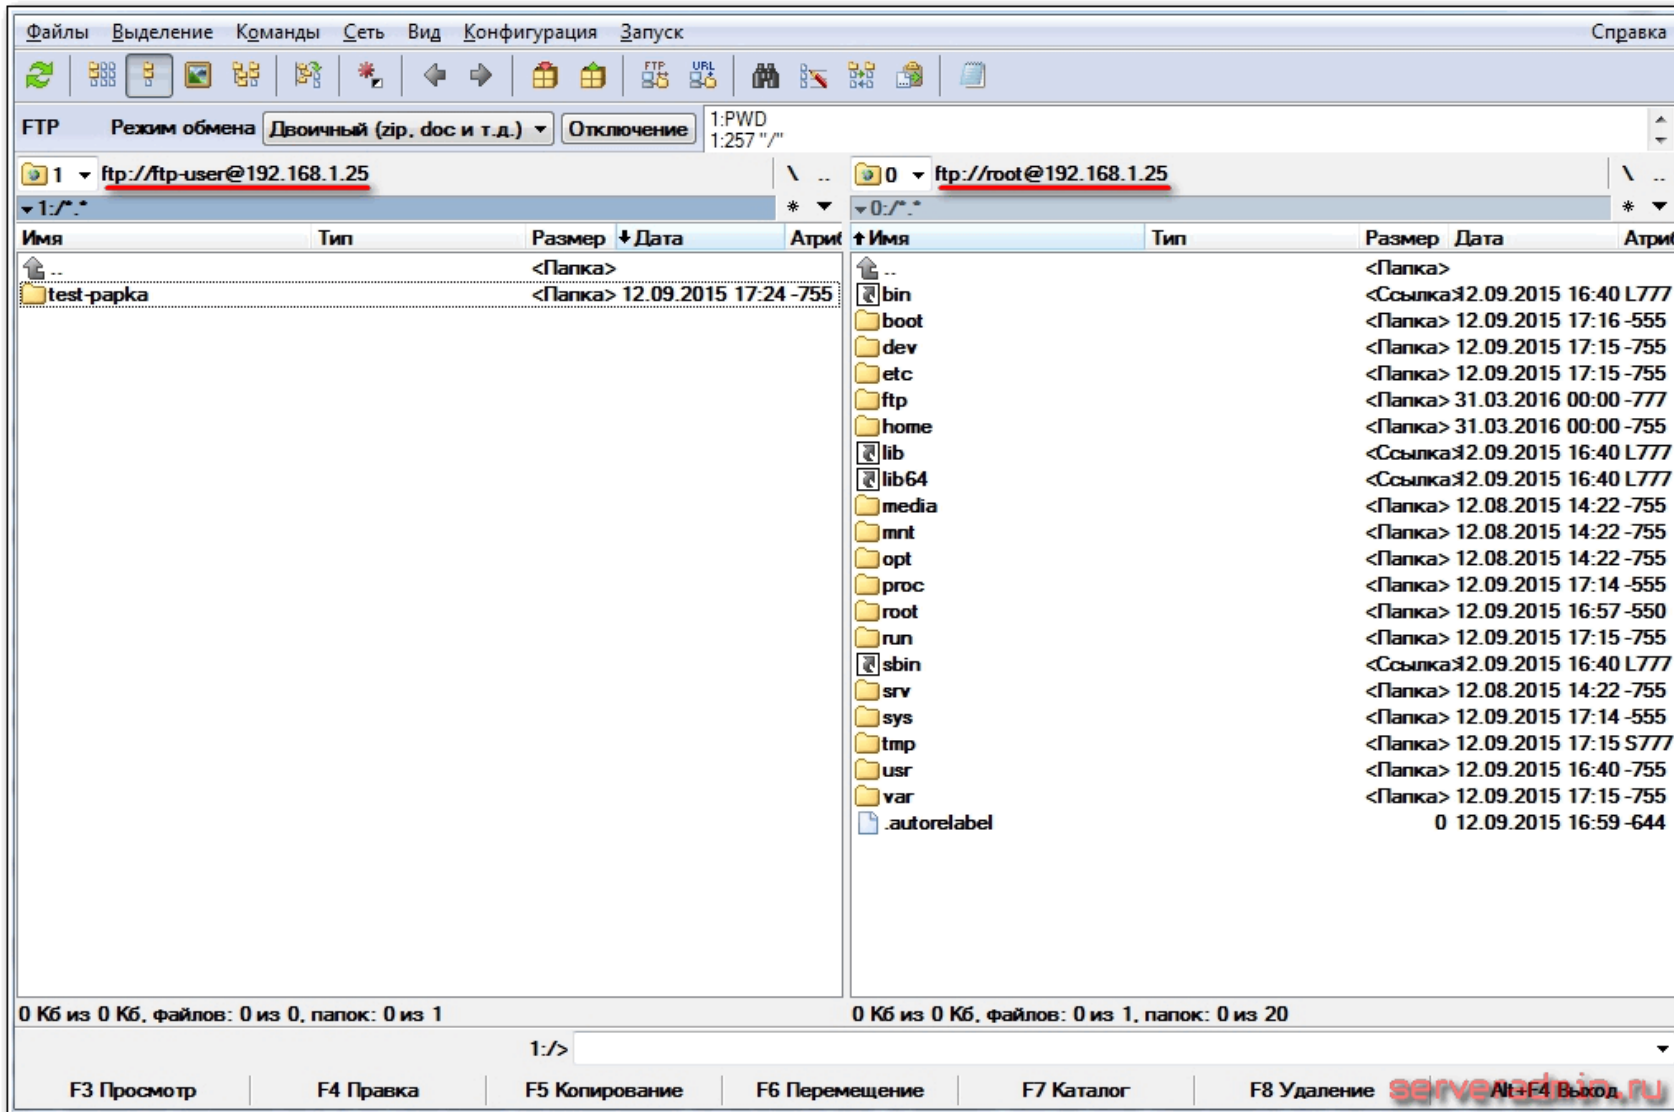 Файлы Выделение Команды Сеть Вид Конфигурация Запуск Справка
FTP URL
FTP Режим обмена Двоичный (zip, doc и т.д.) Отключение
1:PWD
1:257 "/"
1 ftp://ftp-user@192.168.1.25 \ ..
1:/*.* * 
Имя Тип Размер Дата Атриб
.. <Папка>
test-papka <Папка> 12.09.2015 17:24 -755
0 Кб из 0 Кб, файлов: 0 из 0, папок: 0 из 1
0 ftp://root@192.168.1.25 \ ..
0:/*.* *
Имя Тип Размер Дата Атриб
.. <Папка>
bin <Ссылка> 12.09.2015 16:40 L777
boot <Папка> 12.09.2015 17:16 -555
dev <Папка> 12.09.2015 17:15 -755
etc <Папка> 12.09.2015 17:15 -755
ftp <Папка> 31.03.2016 00:00 -777
home <Папка> 31.03.2016 00:00 -755
lib <Ссылка> 12.09.2015 16:40 L777
lib64 <Ссылка> 12.09.2015 16:40 L777
media <Папка> 12.08.2015 14:22 -755
mnt <Папка> 12.08.2015 14:22 -755
opt <Папка> 12.08.2015 14:22 -755
proc <Папка> 12.09.2015 17:14 -555
root <Папка> 12.09.2015 16:57 -550
run <Папка> 12.09.2015 17:15 -755
sbin <Ссылка> 12.09.2015 16:40 L777
srv <Папка> 12.08.2015 14:22 -755
sys <Папка> 12.09.2015 17:14 -555
tmp <Папка> 12.09.2015 17:15 S777
usr <Папка> 12.09.2015 16:40 -755
var <Папка> 12.09.2015 17:15 -755
.autorelabel 0 12.09.2015 16:59 -644
0 Кб из 0 Кб, файлов: 0 из 1, папок: 0 из 20
1:/>
F3 Просмотр F4 Правка F5 Копирование F6 Перемещение F7 Каталог F8 Удаление Alt+F4 Выход
serveradmin.ru